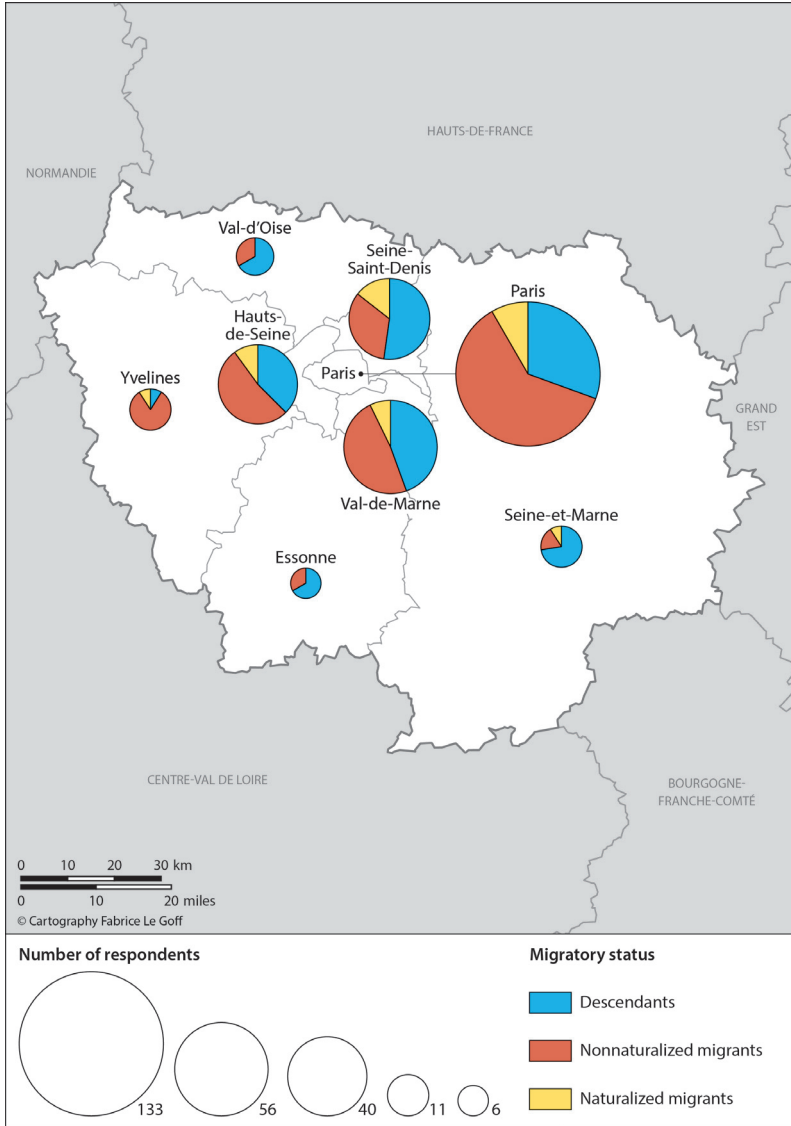 HAUTS-DE-FRANCE
NORMANDIE
Val-d'Oise
Seine-
Saint-Denis
Paris
Hauts-
de-Seine
Paris
Yvelines
GRAND
EST
Val-de-Marne
Seine-et-Marne
Essonne
CENTRE-VAL DE LOIRE
BOURGOGNE-
FRANCHE-COMTÉ
0 10 20 30 km
0 10 20 miles
© Cartography Fabrice Le Goff
Number of respondents
133 56 40 11 6
Migratory status
Descendants
Nonnaturalized migrants
Naturalized migrants